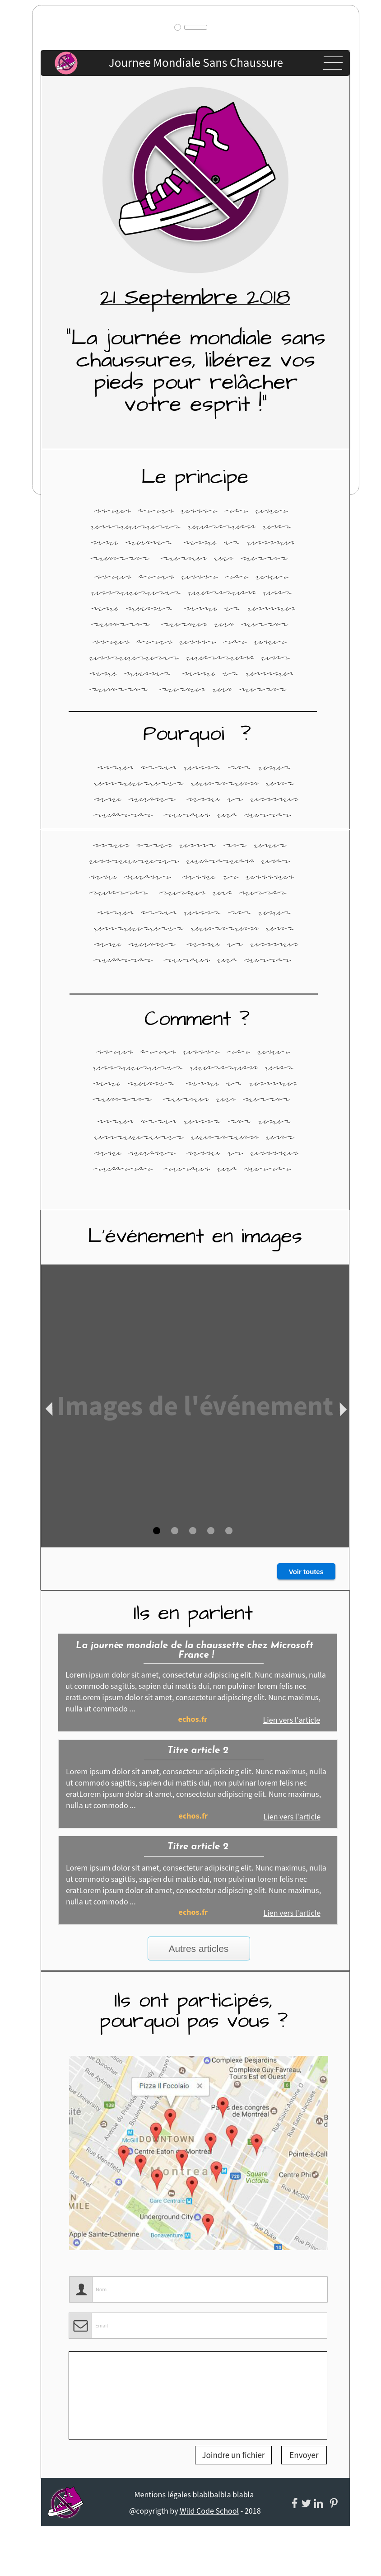 Journee Mondiale Sans Chaussure
21 Septembre 2018
"La journée mondiale sans
chaussures, libérez vos
pieds pour relâcher
votre esprit !"
Le principe
Pourquoi ?
Comment ?
L'événement en images
Images de l'événement
Voir toutes
Ils en parlent
La journée mondiale de la chaussette chez Microsoft
France !
Lorem ipsum dolor sit amet, consectetur adipiscing elit. Nunc maximus, nulla
ut commodo sagittis, sapien dui mattis dui, non pulvinar lorem felis nec
eratLorem ipsum dolor sit amet, consectetur adipiscing elit. Nunc maximus,
nulla ut commodo ...
echos.fr
Lien vers l'article
Titre article 2
Lorem ipsum dolor sit amet, consectetur adipiscing elit. Nunc maximus, nulla
ut commodo sagittis, sapien dui mattis dui, non pulvinar lorem felis nec
eratLorem ipsum dolor sit amet, consectetur adipiscing elit. Nunc maximus,
nulla ut commodo ...
echos.fr
Lien vers l'article
Titre article 2
Lorem ipsum dolor sit amet, consectetur adipiscing elit. Nunc maximus, nulla
ut commodo sagittis, sapien dui mattis dui, non pulvinar lorem felis nec
eratLorem ipsum dolor sit amet, consectetur adipiscing elit. Nunc maximus,
nulla ut commodo ...
echos.fr
Lien vers l'article
Autres articles
Ils ont participés,
pourquoi pas vous ?
Complexe Desjardins
Complexe Guy-Favreau,
Tours Est et Ouest
Pizza il Focolaio
des congrès
de Montréal
McGill
DOWNTOWN
Centre Eaton de Montréal
Pointe-à-Calli
Montreal
Square
Victoria
Centre Phi
Gare Centrale
Underground City
Apple Sainte-Catherine
Bonaventure
Nom
Email
Joindre un fichier
Envoyer
Mentions légales blablbalbla blabla
@copyrigth by Wild Code School - 2018